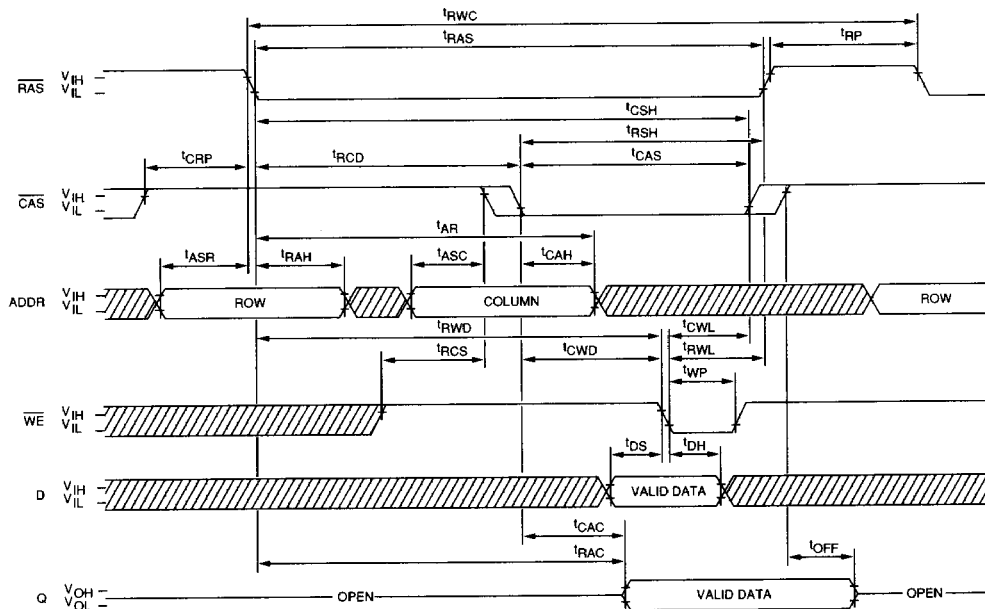 tRWC
tRAS
tRP
RAS
VIH
VIL
tCSH
tRSH
tCRP
tRCD
tCAS
CAS
VIH
VIL
tAR
tASR
tRAH
tASC
tCAH
ADDR
VIH
VIL
ROW
COLUMN
ROW
tRWD
tCWL
tRCS
tCWD
tRWL
tWP
WE
VIH
VIL
tDS
tDH
D
VIH
VIL
VALID DATA
tCAC
tRAC
tOFF
Q
VOH
VOL
OPEN
VALID DATA
OPEN